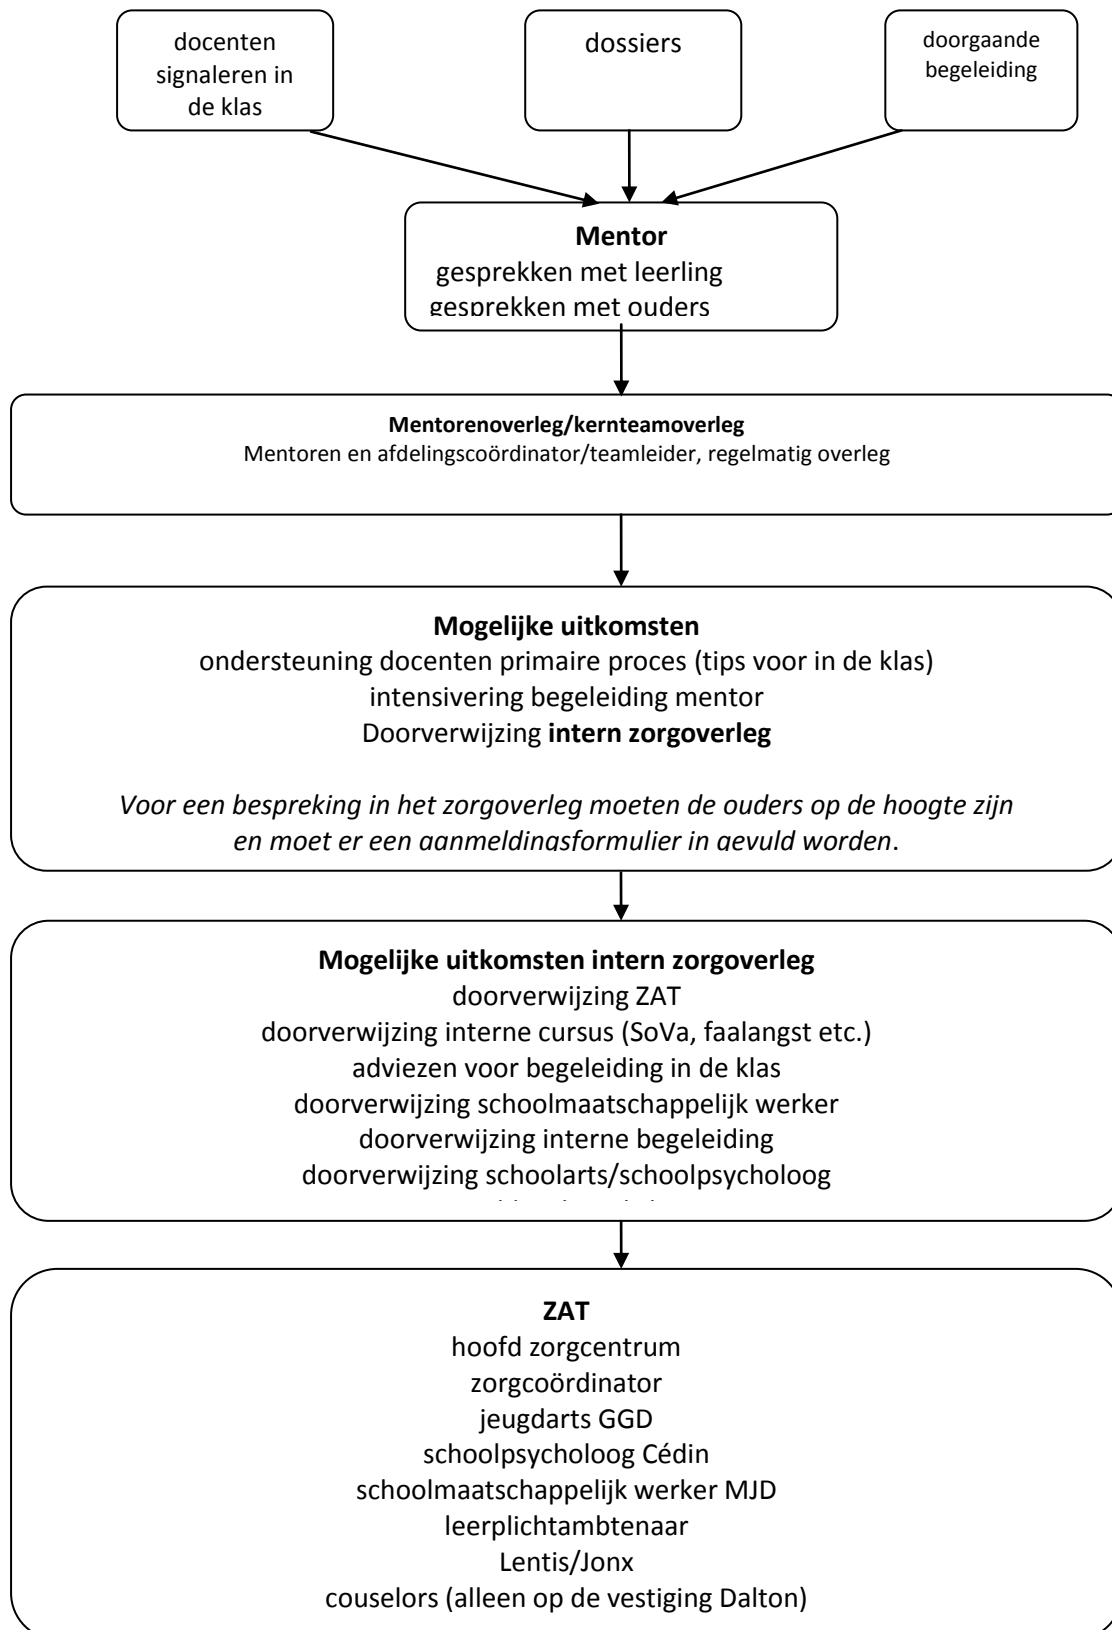 docenten
signaleren in
de klas
dossiers
doorgaande
begeleiding
Mentor
gesprekken met leerling
gesprekken met ouders
Mentorenoverleg/kernteamoverleg
Mentoren en afdelingscoördinator/teamleider, regelmatig overleg
Mogelijke uitkomsten
ondersteuning docenten primaire proces (tips voor in de klas)
intensivering begeleiding mentor
Doorverwijzing intern zorgoverleg
Voor een bespreking in het zorgoverleg moeten de ouders op de hoogte zijn
en moet er een aanmeldingsformulier in gevuld worden.
Mogelijke uitkomsten intern zorgoverleg
doorverwijzing ZAT
doorverwijzing interne cursus (SoVa, faalangst etc.)
adviezen voor begeleiding in de klas
doorverwijzing schoolmaatschappelijk werker
doorverwijzing interne begeleiding
doorverwijzing schoolarts/schoolpsycholoog
ZAT
hoofd zorgcentrum
zorgcoördinator
jeugdarts GGD
schoolpsycholoog Cédin
schoolmaatschappelijk werker MJD
leerplichtambtenaar
Lentis/Jonx
couselors (alleen op de vestiging Dalton)